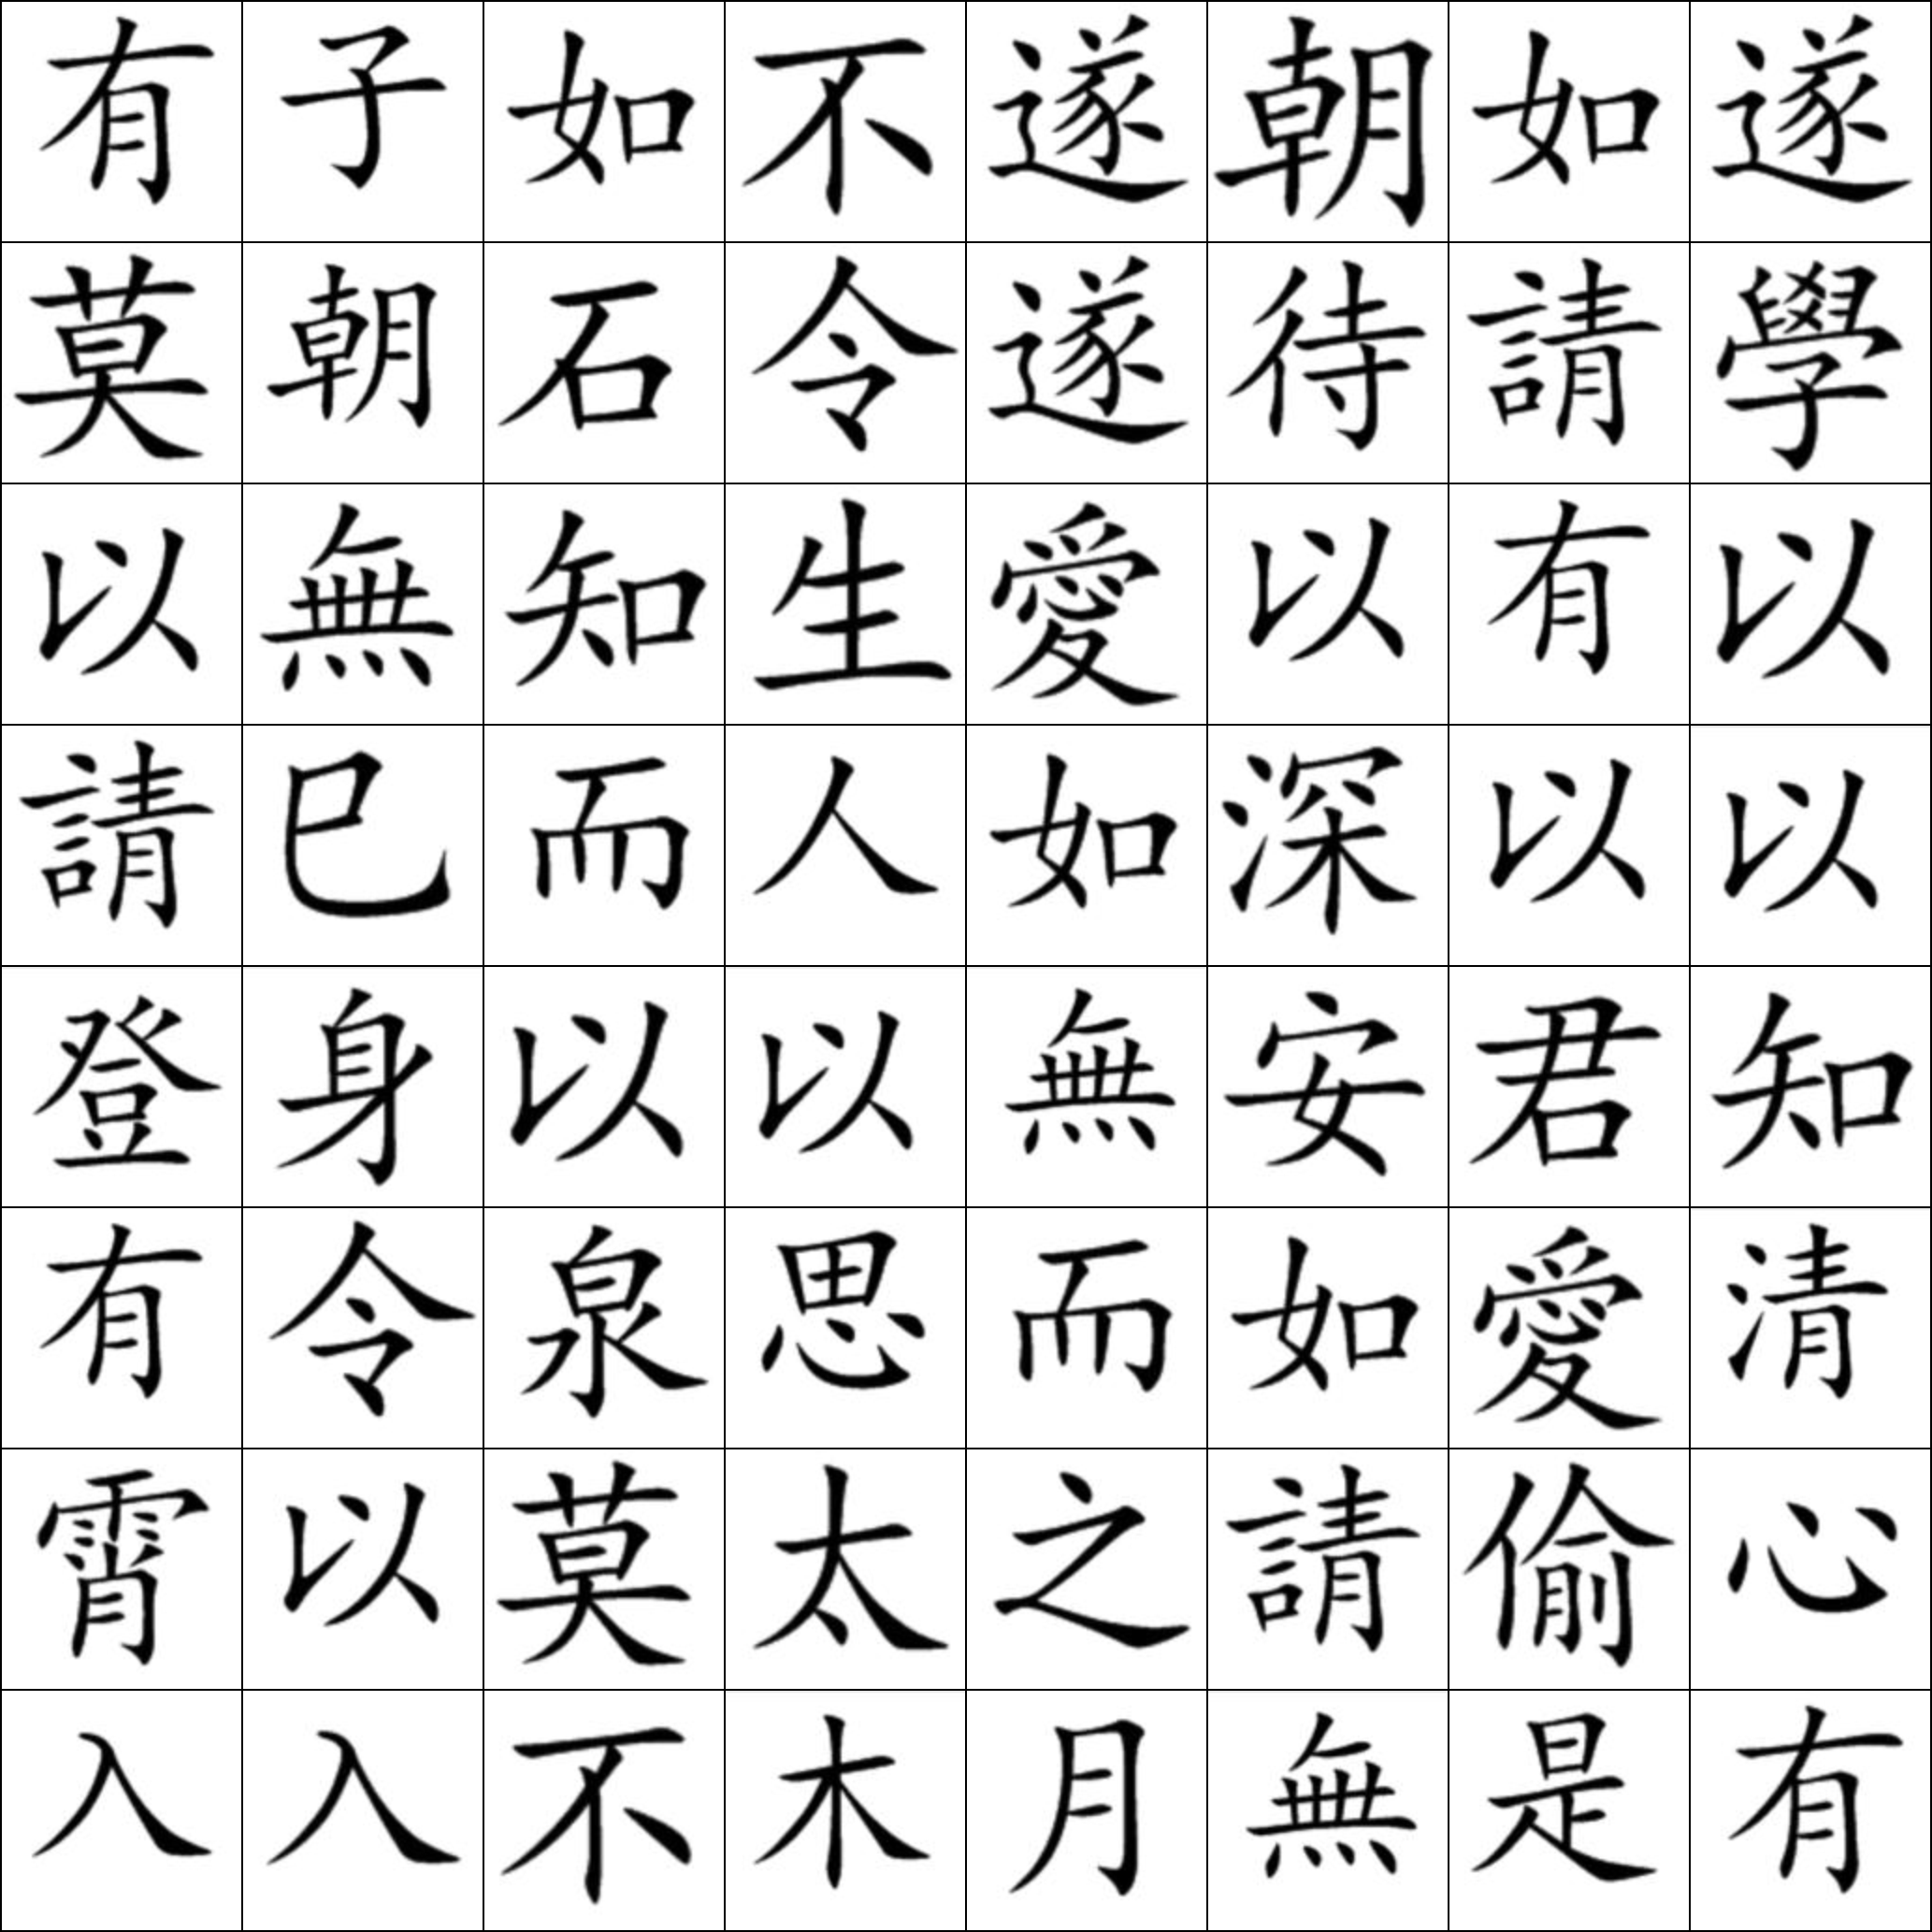 有子如不遂朝如遂
莫朝石令遂待請學
以無知生愛以有以
請巳而人如深以以
登身以以無安君知
有令泉思而如愛清
霄以莫太之請偷心
入入不木月無是有